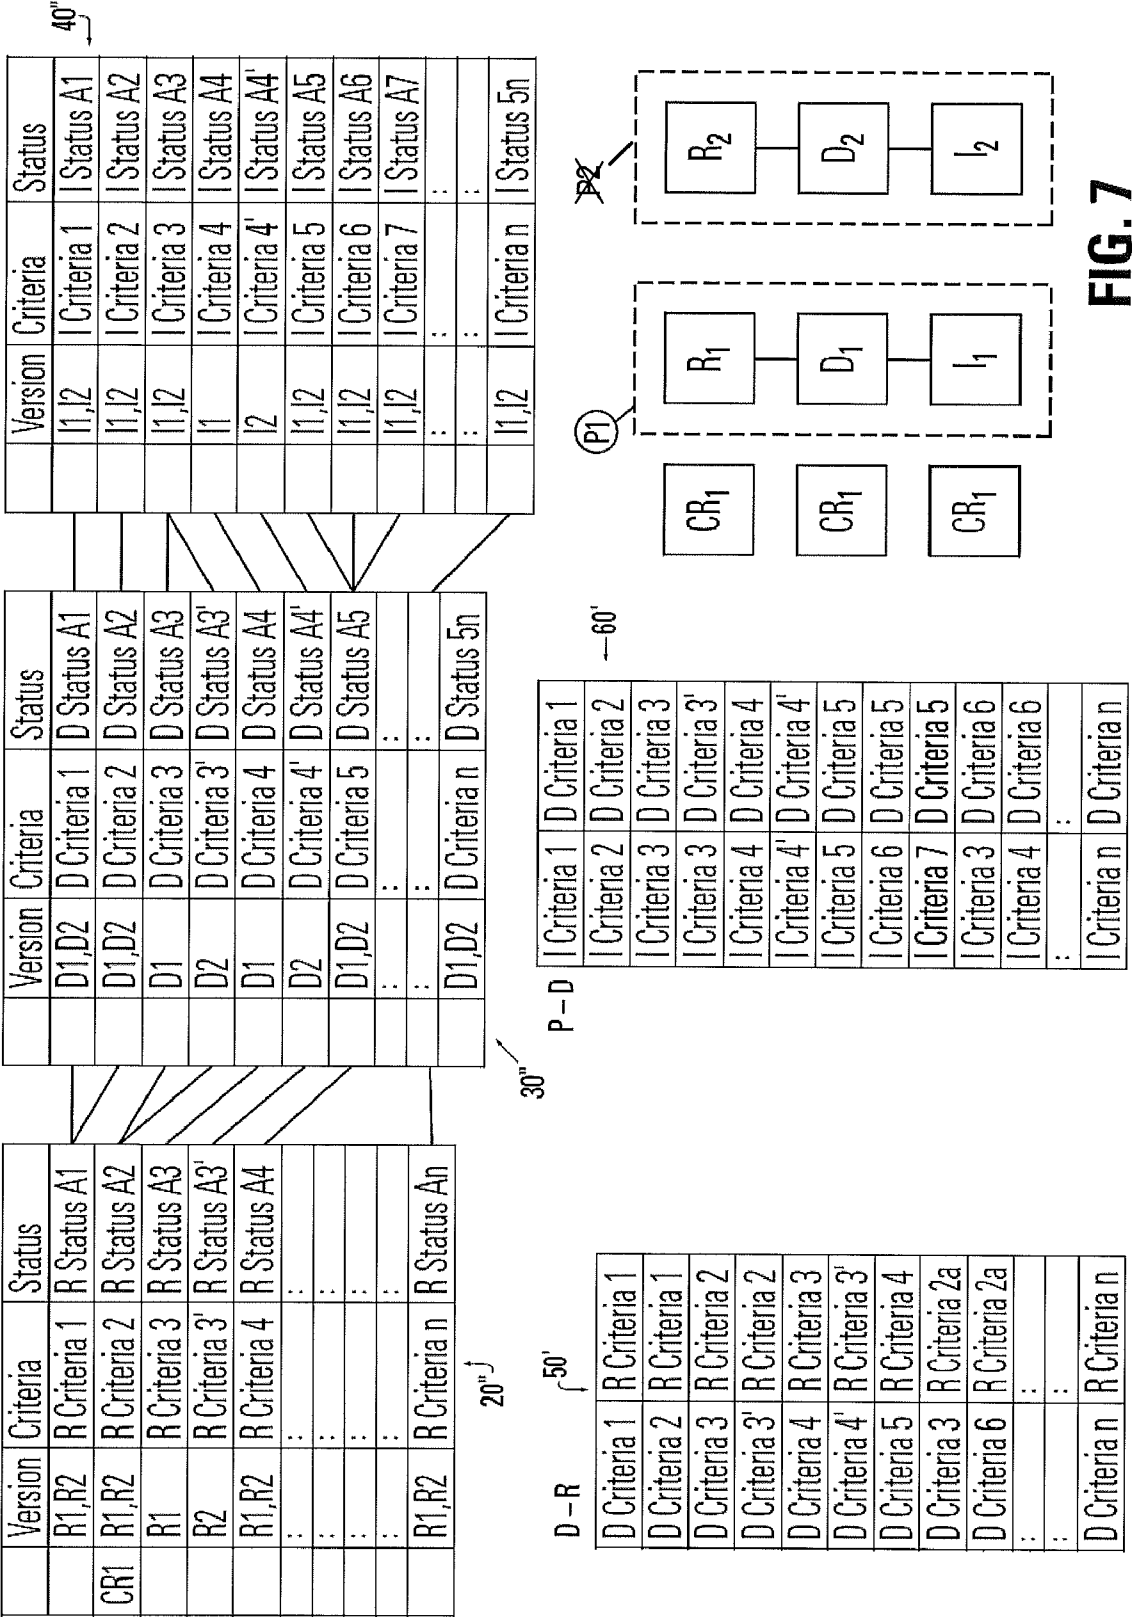 Version Criteria Status
R1,R2 R Criteria 1 R Status A1
CR1 R1,R2 R Criteria 2 R Status A2
R1 R Criteria 3 R Status A3
R2 R Criteria 3' R Status A3'
R1,R2 R Criteria 4 R Status A4
: : :
: : :
: : :
: : :
R1,R2 R Criteria n R Status An
20"
Version Criteria Status
D1,D2 D Criteria 1 D Status A1
D1,D2 D Criteria 2 D Status A2
D1 D Criteria 3 D Status A3
D2 D Criteria 3' D Status A3'
D1 D Criteria 4 D Status A4
D2 D Criteria 4' D Status A4'
D1,D2 D Criteria 5 D Status A5
: : :
: : :
D1,D2 D Criteria n D Status 5n
30"
Version Criteria Status
I1,I2 I Criteria 1 I Status A1
I1,I2 I Criteria 2 I Status A2
I1,I2 I Criteria 3 I Status A3
I1 I Criteria 4 I Status A4
I2 I Criteria 4' I Status A4'
I1,I2 I Criteria 5 I Status A5
I1,I2 I Criteria 6 I Status A6
I1,I2 I Criteria 7 I Status A7
: : :
: : :
I1,I2 I Criteria n I Status 5n
40"
D – R
50'
D Criteria 1 R Criteria 1
D Criteria 2 R Criteria 1
D Criteria 3 R Criteria 2
D Criteria 3' R Criteria 2
D Criteria 4 R Criteria 3
D Criteria 4' R Criteria 3'
D Criteria 5 R Criteria 4
D Criteria 3 R Criteria 2a
D Criteria 6 R Criteria 2a
: :
: :
D Criteria n R Criteria n
P – D
60'
I Criteria 1 D Criteria 1
I Criteria 2 D Criteria 2
I Criteria 3 D Criteria 3
I Criteria 3 D Criteria 3'
I Criteria 4 D Criteria 4
I Criteria 4' D Criteria 4'
I Criteria 5 D Criteria 5
I Criteria 6 D Criteria 5
I Criteria 7 D Criteria 5
I Criteria 3 D Criteria 6
I Criteria 4 D Criteria 6
: :
I Criteria n D Criteria n
P1
P2
CR1 R1 R2
CR1 D1 D2
CR1 I1 I2
FIG. 7